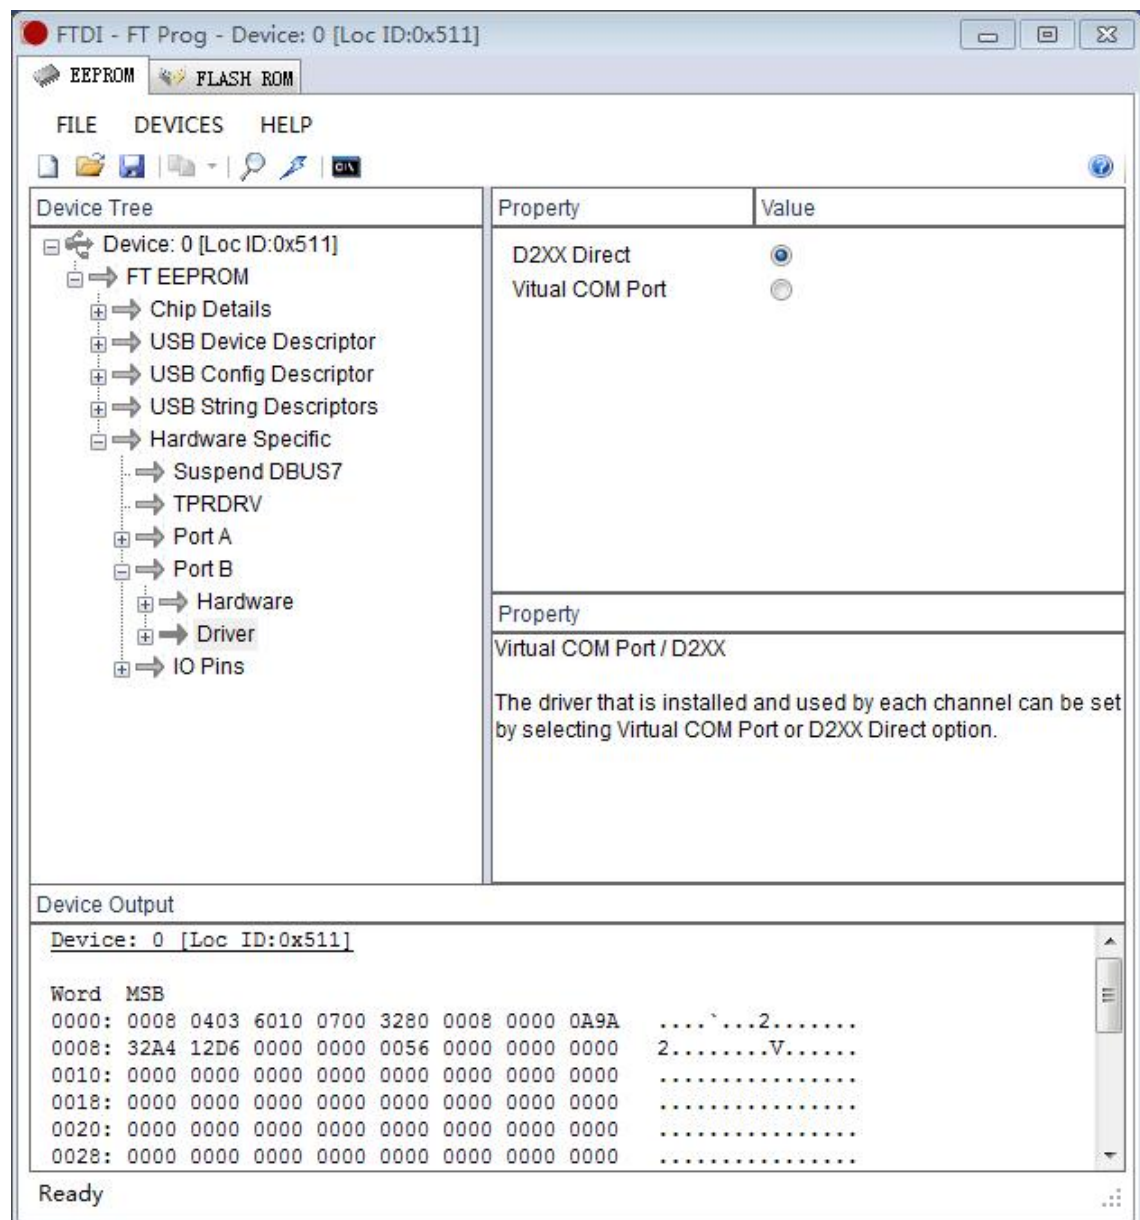 FTDI - FT Prog - Device: 0 [Loc ID:0x511]
EEPROM FLASH ROM
FILE DEVICES HELP
Device Tree
Device: 0 [Loc ID:0x511]
FT EEPROM
Chip Details
USB Device Descriptor
USB Config Descriptor
USB String Descriptors
Hardware Specific
Suspend DBUS7
TPRDRV
Port A
Port B
Hardware
Driver
IO Pins
Property Value
D2XX Direct
Vitual COM Port
Property
Virtual COM Port / D2XX
The driver that is installed and used by each channel can be set
by selecting Virtual COM Port or D2XX Direct option.
Device Output
Device: 0 [Loc ID:0x511]
Word MSB
0000: 0008 0403 6010 0700 3280 0008 0000 0A9A ....`...2.......
0008: 32A4 12D6 0000 0000 0056 0000 0000 0000 2........V......
0010: 0000 0000 0000 0000 0000 0000 0000 0000 ................
0018: 0000 0000 0000 0000 0000 0000 0000 0000 ................
0020: 0000 0000 0000 0000 0000 0000 0000 0000 ................
0028: 0000 0000 0000 0000 0000 0000 0000 0000 ................
Ready